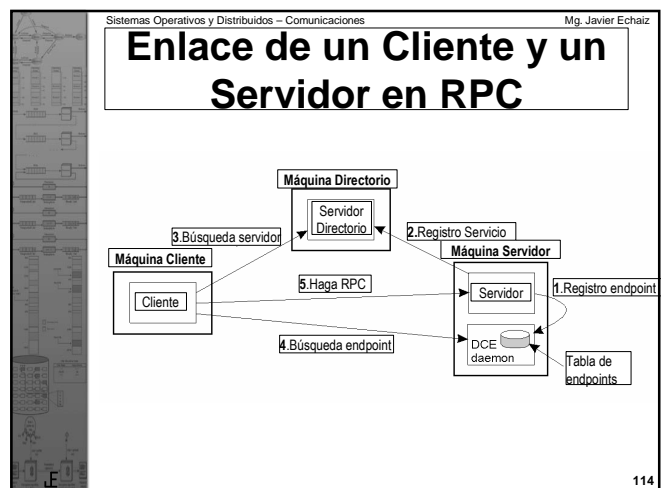 Sistemas Operativos y Distribuidos – Comunicaciones
Mg. Javier Echaiz
Enlace de un Cliente y un
Servidor en RPC
Máquina Directorio
Servidor
Directorio
3.Búsqueda servidor
2.Registro Servicio
Máquina Cliente
Máquina Servidor
Cliente
5.Haga RPC
Servidor
1.Registro endpoint
4.Búsqueda endpoint
DCE
daemon
Tabla de
endpoints
JE
114